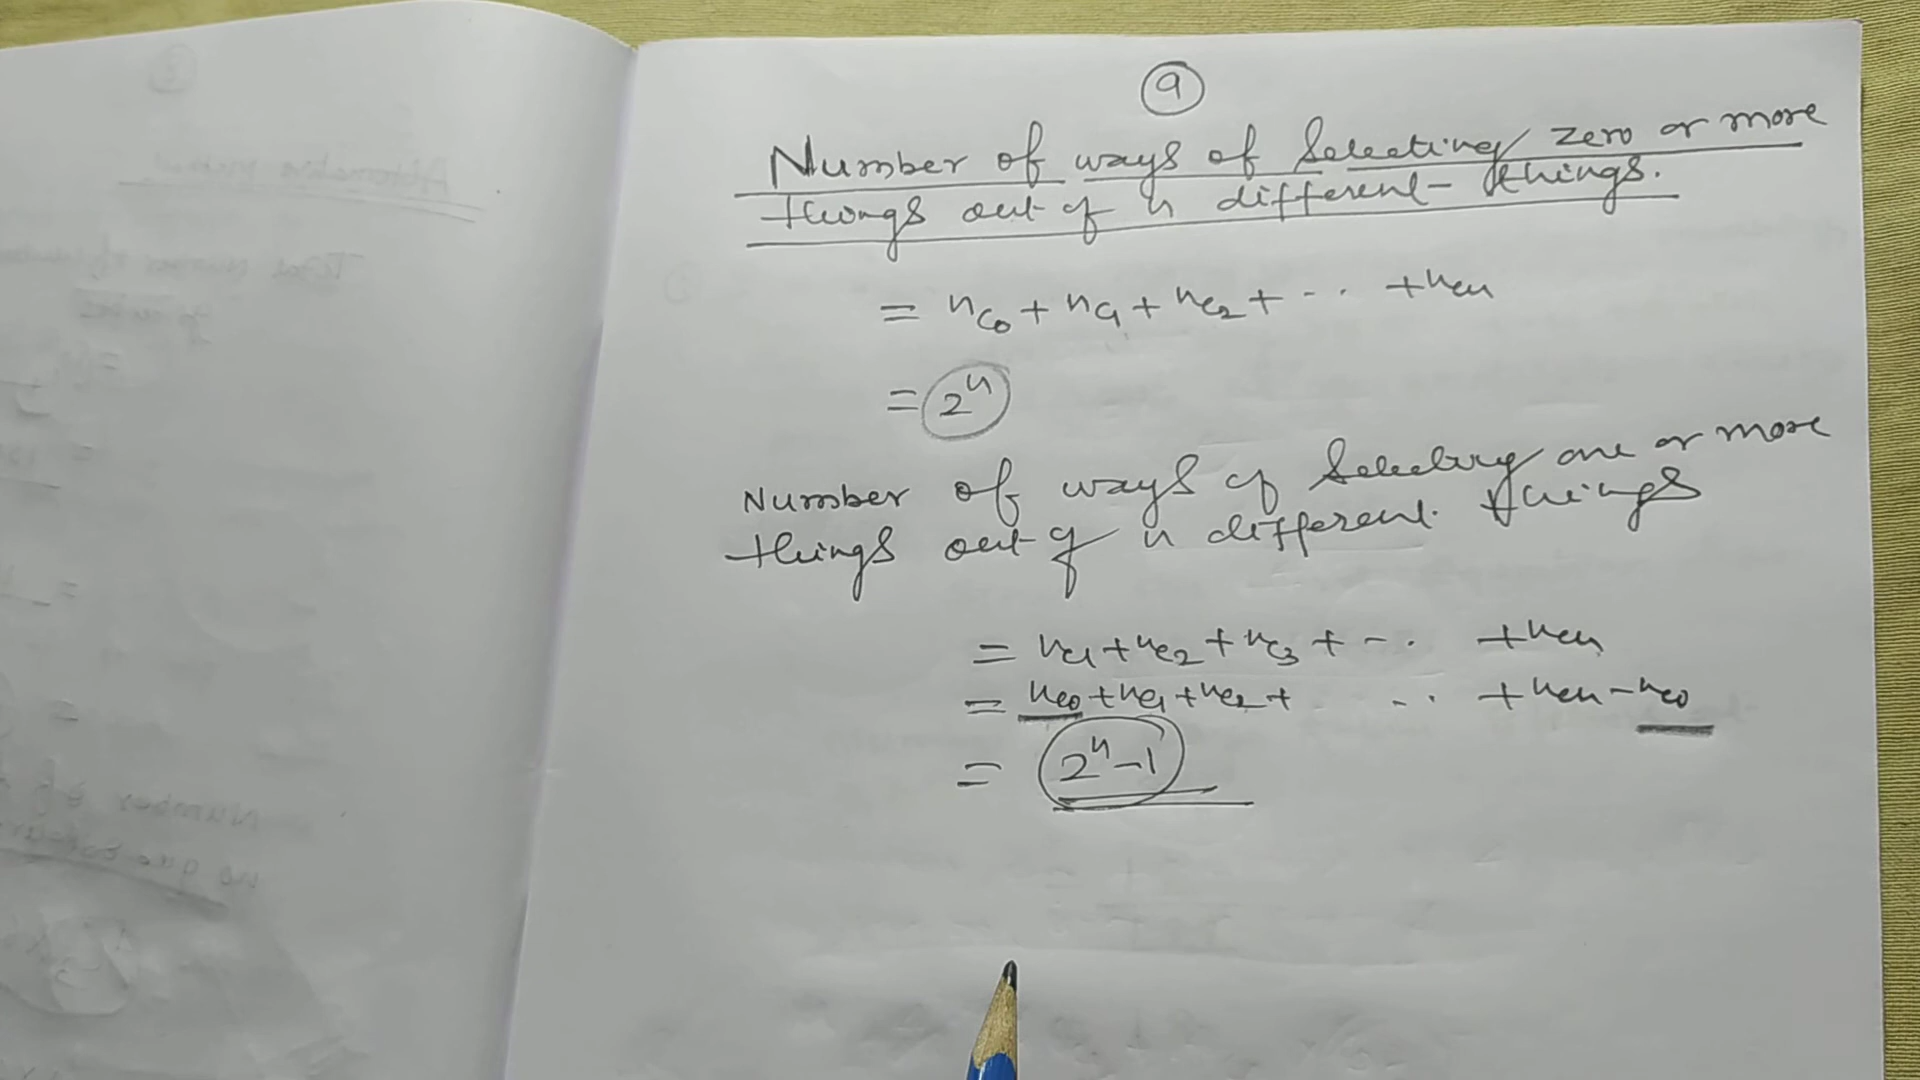 9
Number of ways of selecting zero or more
things out of n different things.
= nC0 + nC1 + nC2 + -.. + nCn
= 2^n
Number of ways of selecting one or more
things out of n different things
= nC1 + nC2 + nC3 + -.. + nCn
= nC0 + nC1 + nC2 + -.. + nCn - nC0
= 2^n - 1